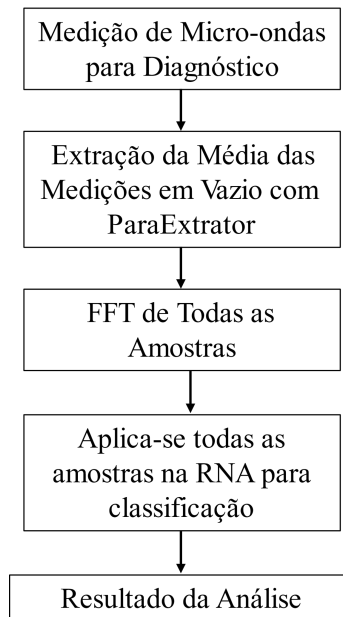 Medição de Micro-ondas
para Diagnóstico
Extração da Média das
Medições em Vazio com
ParaExtrator
FFT de Todas as
Amostras
Aplica-se todas as
amostras na RNA para
classificação
Resultado da Análise